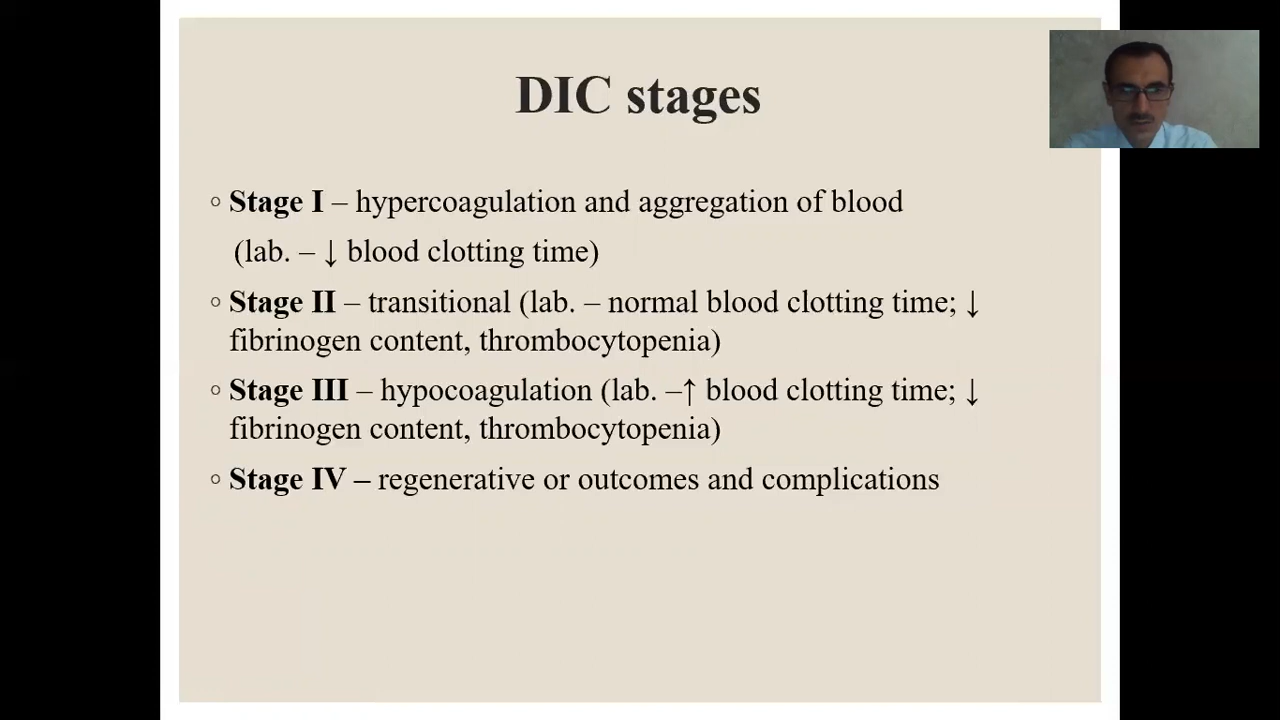 DIC stages
◦ Stage I – hypercoagulation and aggregation of blood
(lab. – ↓ blood clotting time)
◦ Stage II – transitional (lab. – normal blood clotting time; ↓
fibrinogen content, thrombocytopenia)
◦ Stage III – hypocoagulation (lab. –↑ blood clotting time; ↓
fibrinogen content, thrombocytopenia)
◦ Stage IV – regenerative or outcomes and complications